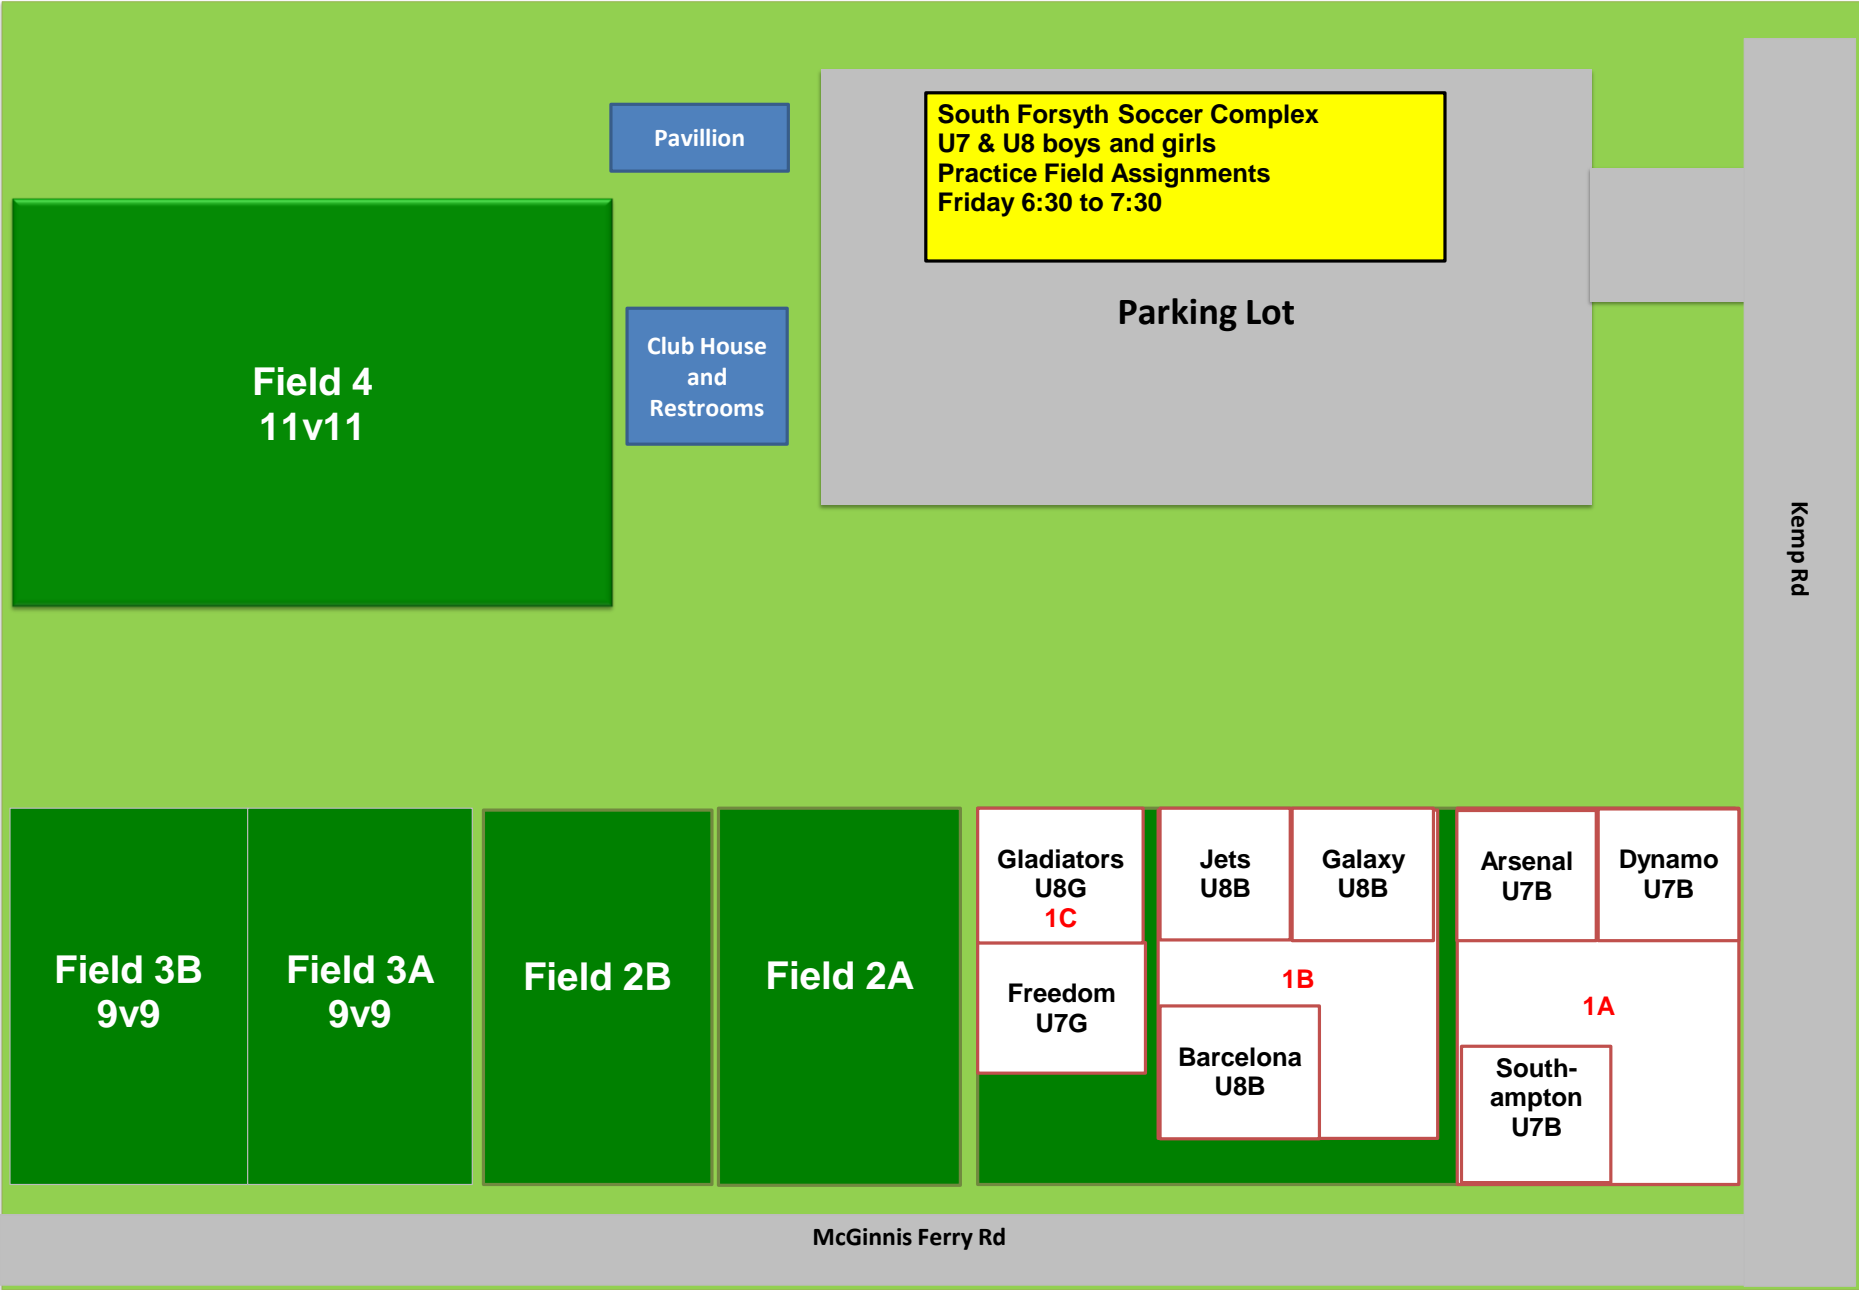 South Forsyth Soccer Complex
U7 & U8 boys and girls
Practice Field Assignments
Friday 6:30 to 7:30
Pavillion
Parking Lot
Club House
and
Restrooms
Field 4
11v11
Kemp Rd
Field 3B
9v9
Field 3A
9v9
Field 2B
Field 2A
Gladiators
U8G
1C
Freedom
U7G
Jets
U8B
Galaxy
U8B
1B
Barcelona
U8B
Arsenal
U7B
Dynamo
U7B
1A
South-
ampton
U7B
McGinnis Ferry Rd